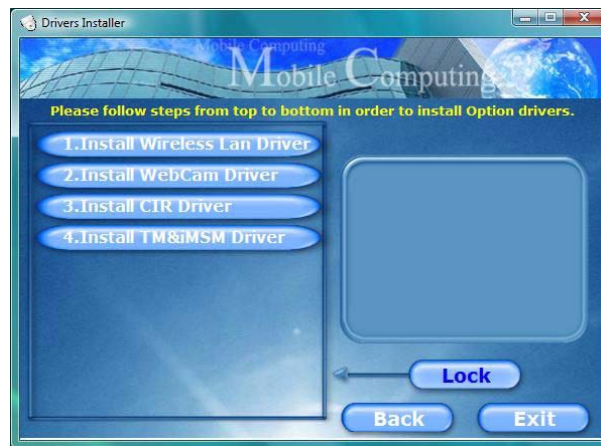 Drivers Installer
Mobile Computing
Mobile Computing
Please follow steps from top to bottom in order to install Option drivers.
1.Install Wireless Lan Driver
2.Install WebCam Driver
3.Install CIR Driver
4.Install TM&iMSM Driver
Lock
Back
Exit